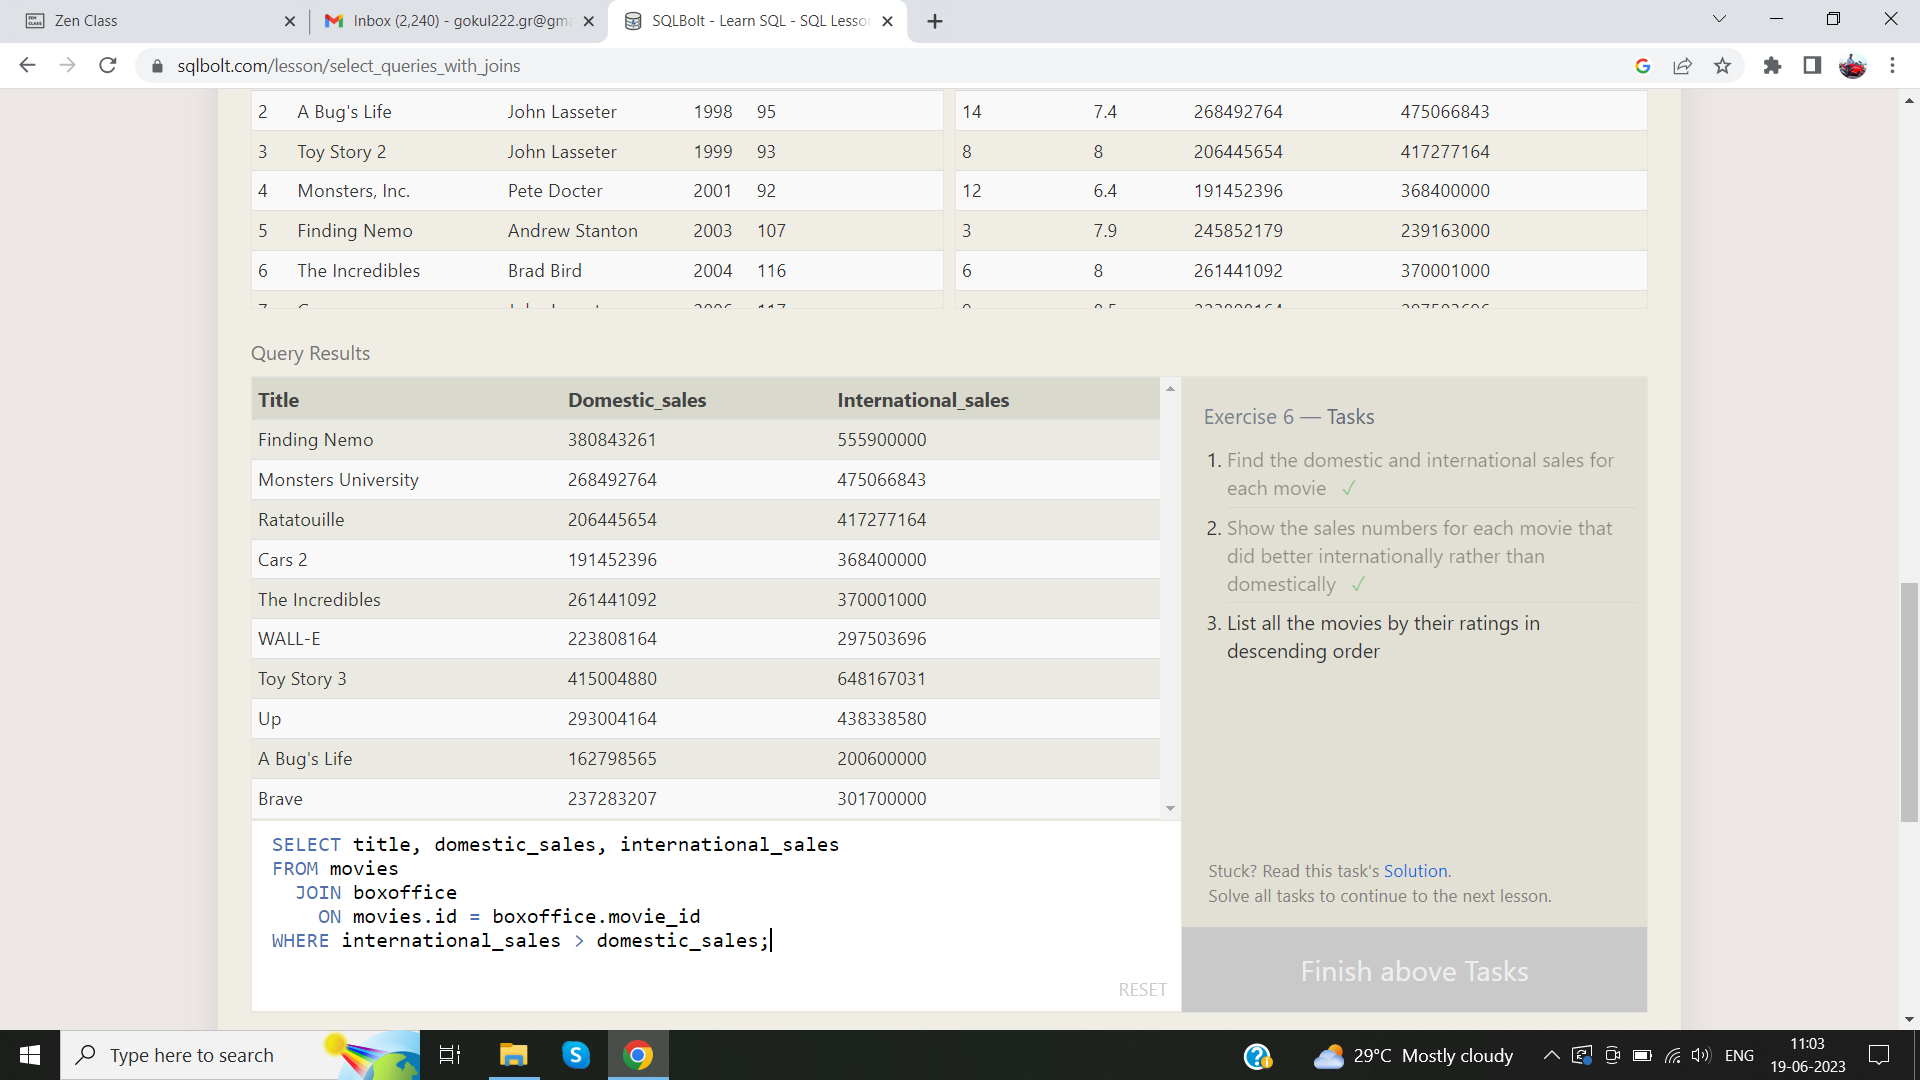 Zen Class
Inbox (2,240) - gokul222.gr@gm
SQLBolt - Learn SQL - SQL Lesson
sqlbolt.com/lesson/select_queries_with_joins
2 A Bug's Life John Lasseter 1998 95
14 7.4 268492764 475066843
3 Toy Story 2 John Lasseter 1999 93
8 8 206445654 417277164
4 Monsters, Inc. Pete Docter 2001 92
12 6.4 191452396 368400000
5 Finding Nemo Andrew Stanton 2003 107
3 7.9 245852179 239163000
6 The Incredibles Brad Bird 2004 116
6 8 261441092 370001000
Query Results
Title Domestic_sales International_sales
Finding Nemo 380843261 555900000
Monsters University 268492764 475066843
Ratatouille 206445654 417277164
Cars 2 191452396 368400000
The Incredibles 261441092 370001000
WALL-E 223808164 297503696
Toy Story 3 415004880 648167031
Up 293004164 438338580
A Bug's Life 162798565 200600000
Brave 237283207 301700000
Exercise 6 — Tasks
1. Find the domestic and international sales for
each movie ✓
2. Show the sales numbers for each movie that
did better internationally rather than
domestically ✓
3. List all the movies by their ratings in
descending order
Stuck? Read this task's Solution.
Solve all tasks to continue to the next lesson.
Finish above Tasks
SELECT title, domestic_sales, international_sales
FROM movies
JOIN boxoffice
ON movies.id = boxoffice.movie_id
WHERE international_sales > domestic_sales;
RESET
Type here to search
29°C Mostly cloudy
ENG
11:03
19-06-2023